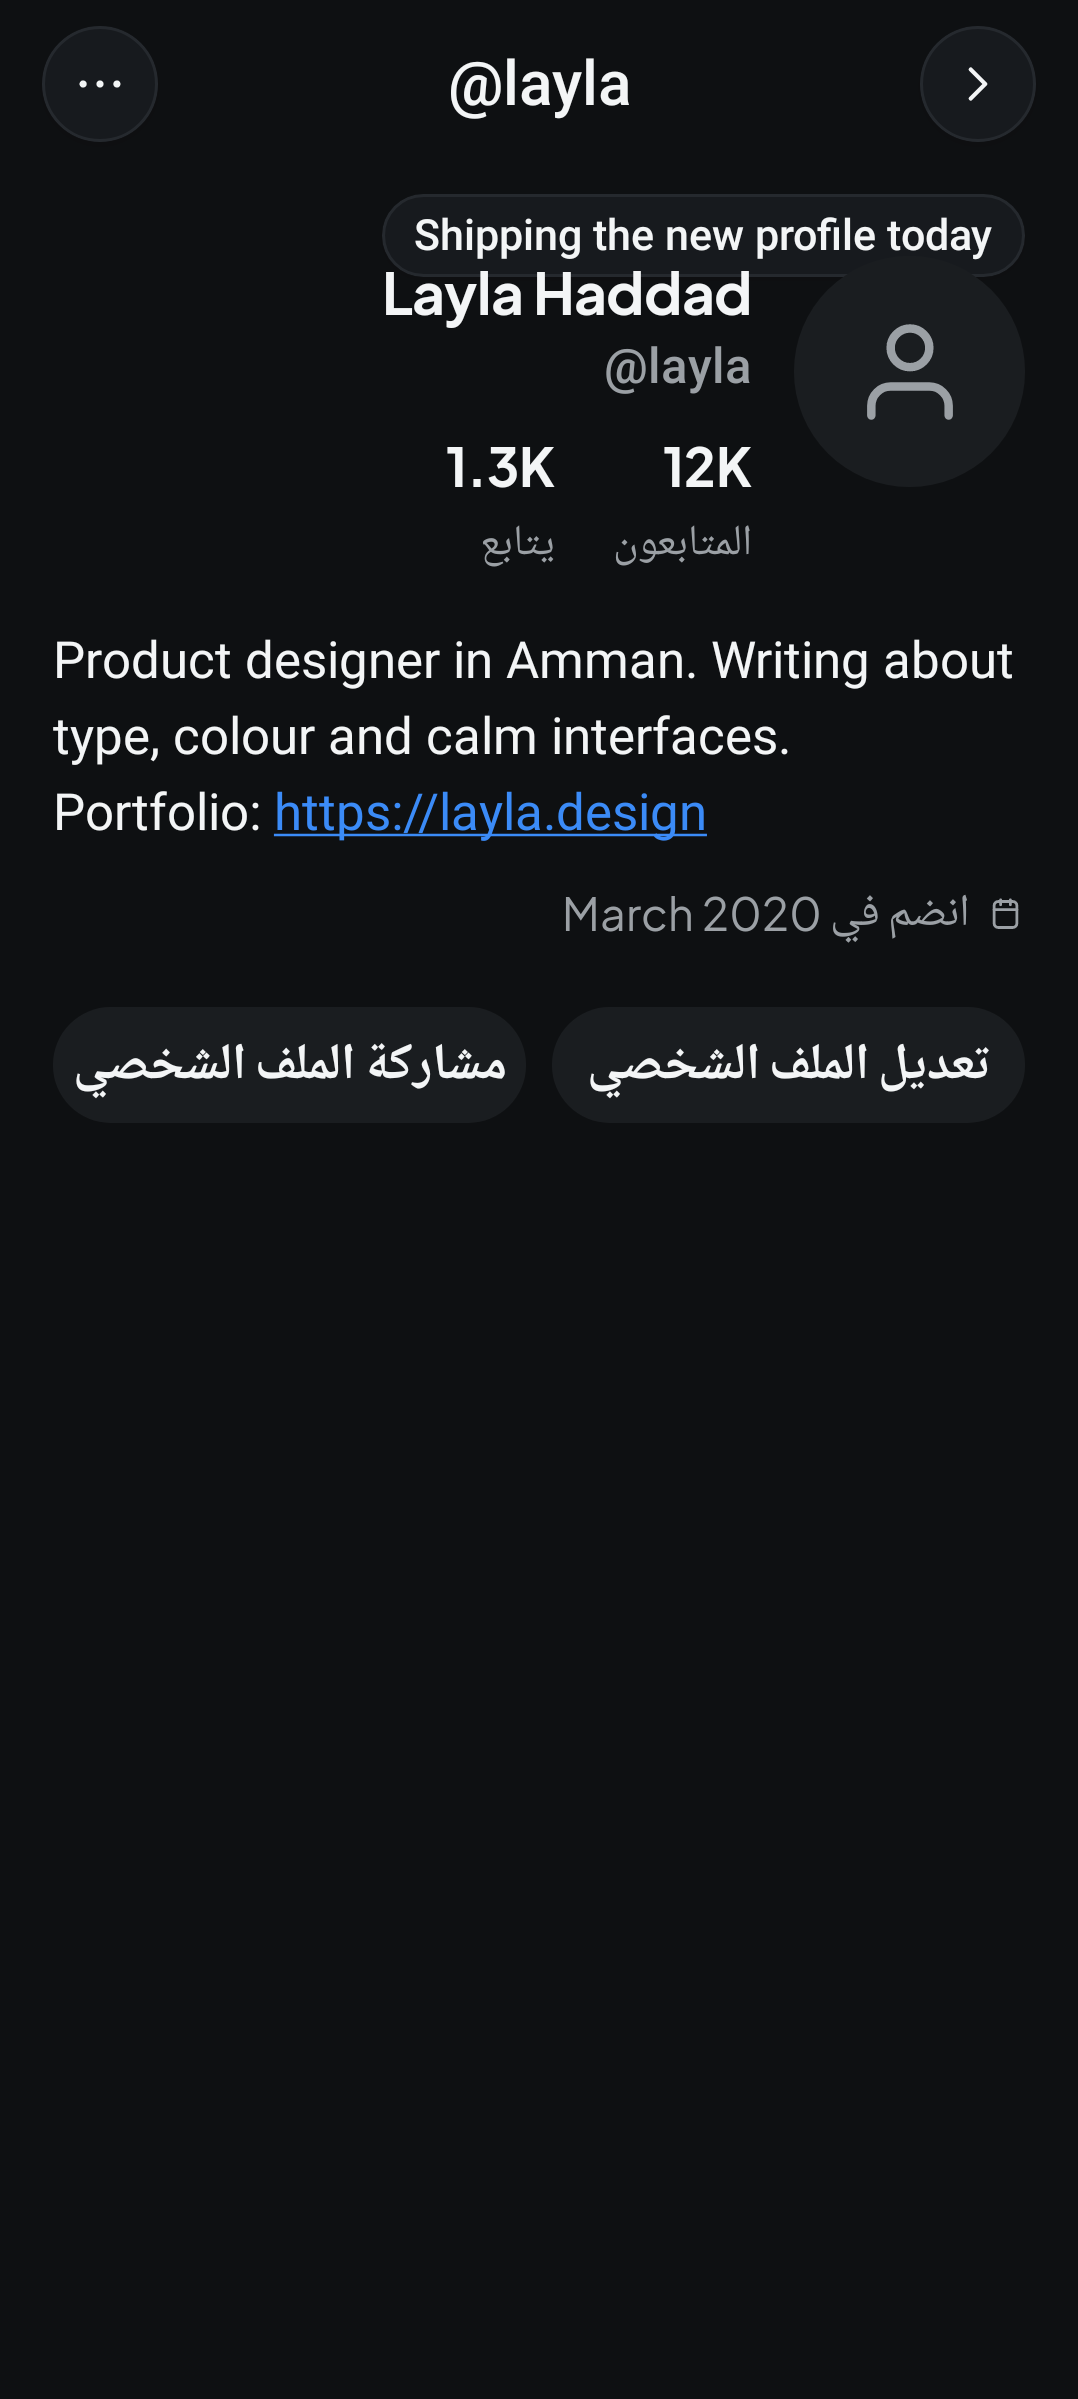 @layla
Shipping the new profile today
Layla Haddad
@layla
12K
المتابعون
1.3K
يتابع
Product designer in Amman. Writing about
type, colour and calm interfaces.
Portfolio: https://layla.design
انضم في March 2020
تعديل الملف الشخصي
مشاركة الملف الشخصي